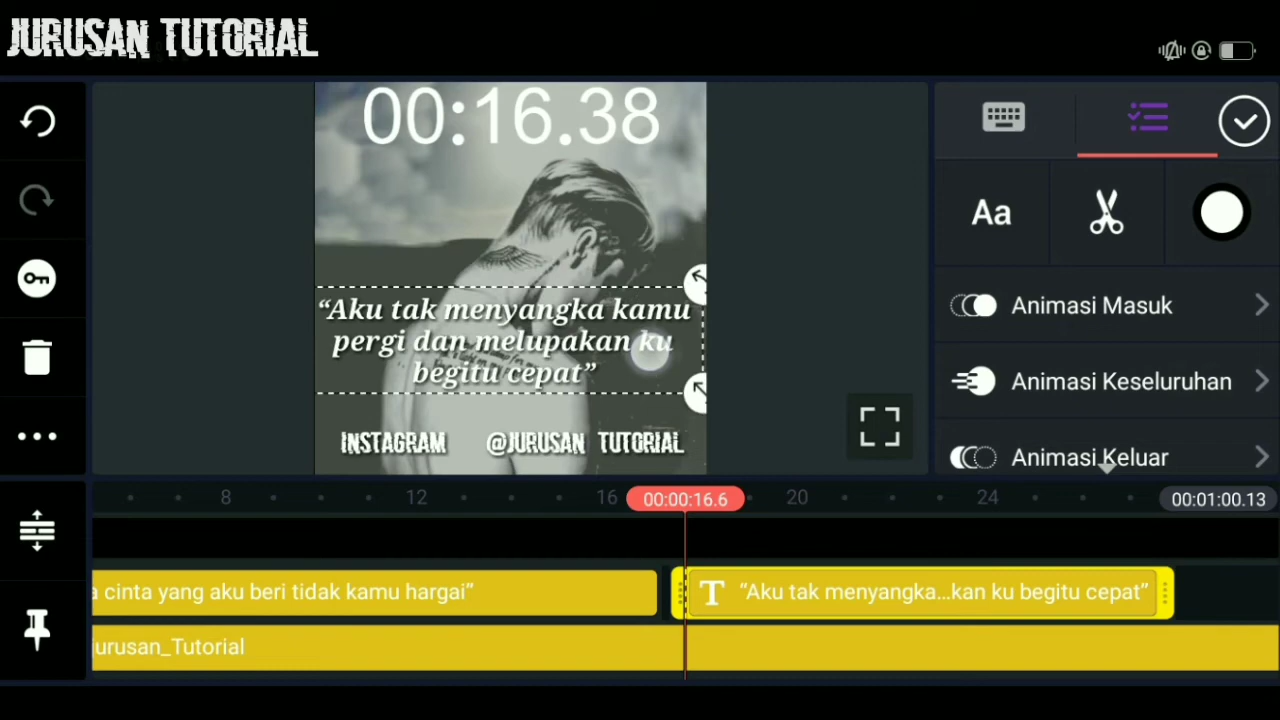 JURUSAN TUTORIAL
00:16.38
“Aku tak menyangka kamu
pergi dan melupakan ku
begitu cepat”
INSTAGRAM @JURUSAN TUTORIAL
Aa
Animasi Masuk
Animasi Keseluruhan
Animasi Keluar
8 12 16 00:00:16.6 20 24 00:01:00.13
a cinta yang aku beri tidak kamu hargai”
T “Aku tak menyangka...kan ku begitu cepat”
urusan_Tutorial